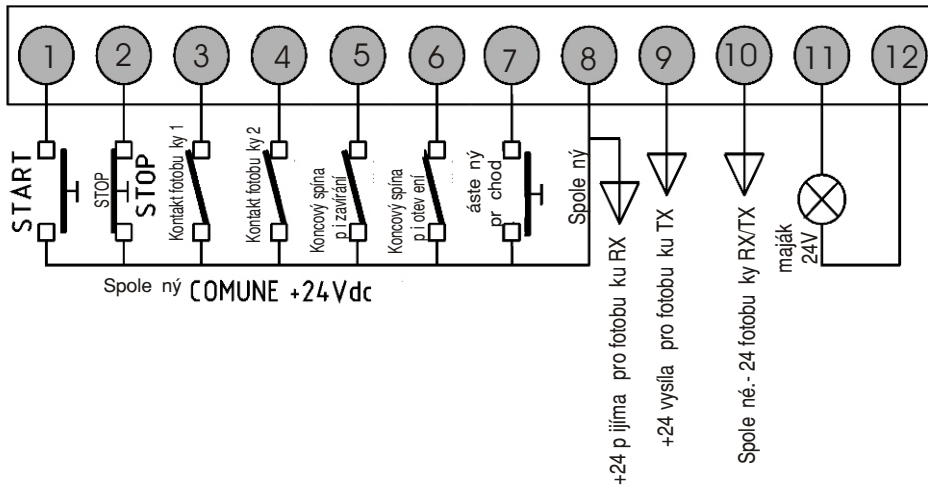 1 2 3 4 5 6 7 8 9 10 11 12
START
STOP
STOP
Kontakt fotobu ky 1
Kontakt fotobu ky 2
Koncový spína
p i zavírání
Koncový spína
p i otev ení
áste ný
pr chod
Spole ný
+24 p ijíma pro fotobu ku RX
+24 vysíla pro fotobu ku TX
Spole né.- 24 fotobu ky RX/TX
maják
24V
Spole ný COMUNE +24Vdc